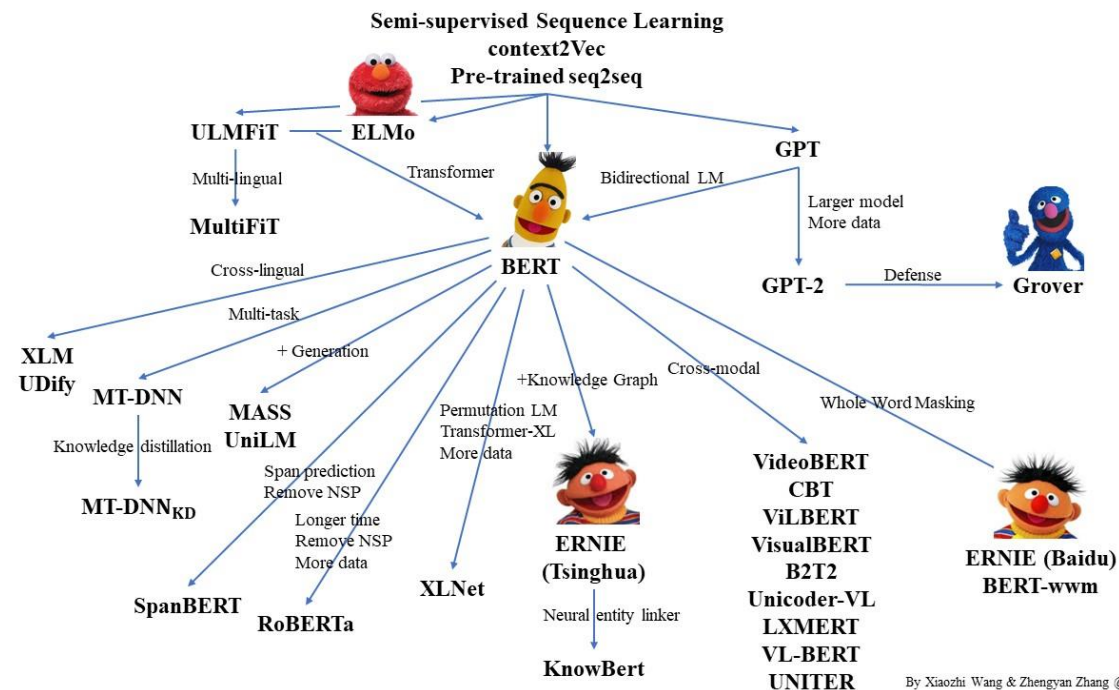 Semi-supervised Sequence Learning
context2Vec
Pre-trained seq2seq
ULMFiT
ELMo
GPT
Multi-lingual
Transformer
Bidirectional LM
Larger model
More data
MultiFiT
BERT
Cross-lingual
GPT-2
Defense
Grover
Multi-task
+ Generation
XLM
UDify
MT-DNN
MASS
UniLM
+Knowledge Graph
Cross-modal
Whole Word Masking
Permutation LM
Transformer-XL
More data
Knowledge distillation
MT-DNNKD
Span prediction
Remove NSP
Longer time
Remove NSP
More data
VideoBERT
CBT
ViLBERT
VisualBERT
B2T2
Unicoder-VL
LXMERT
VL-BERT
UNITER
ERNIE
(Tsinghua)
ERNIE (Baidu)
BERT-wwm
SpanBERT
RoBERTa
XLNet
Neural entity linker
KnowBert
By Xiaozhi Wang & Zhengyan Zhang @